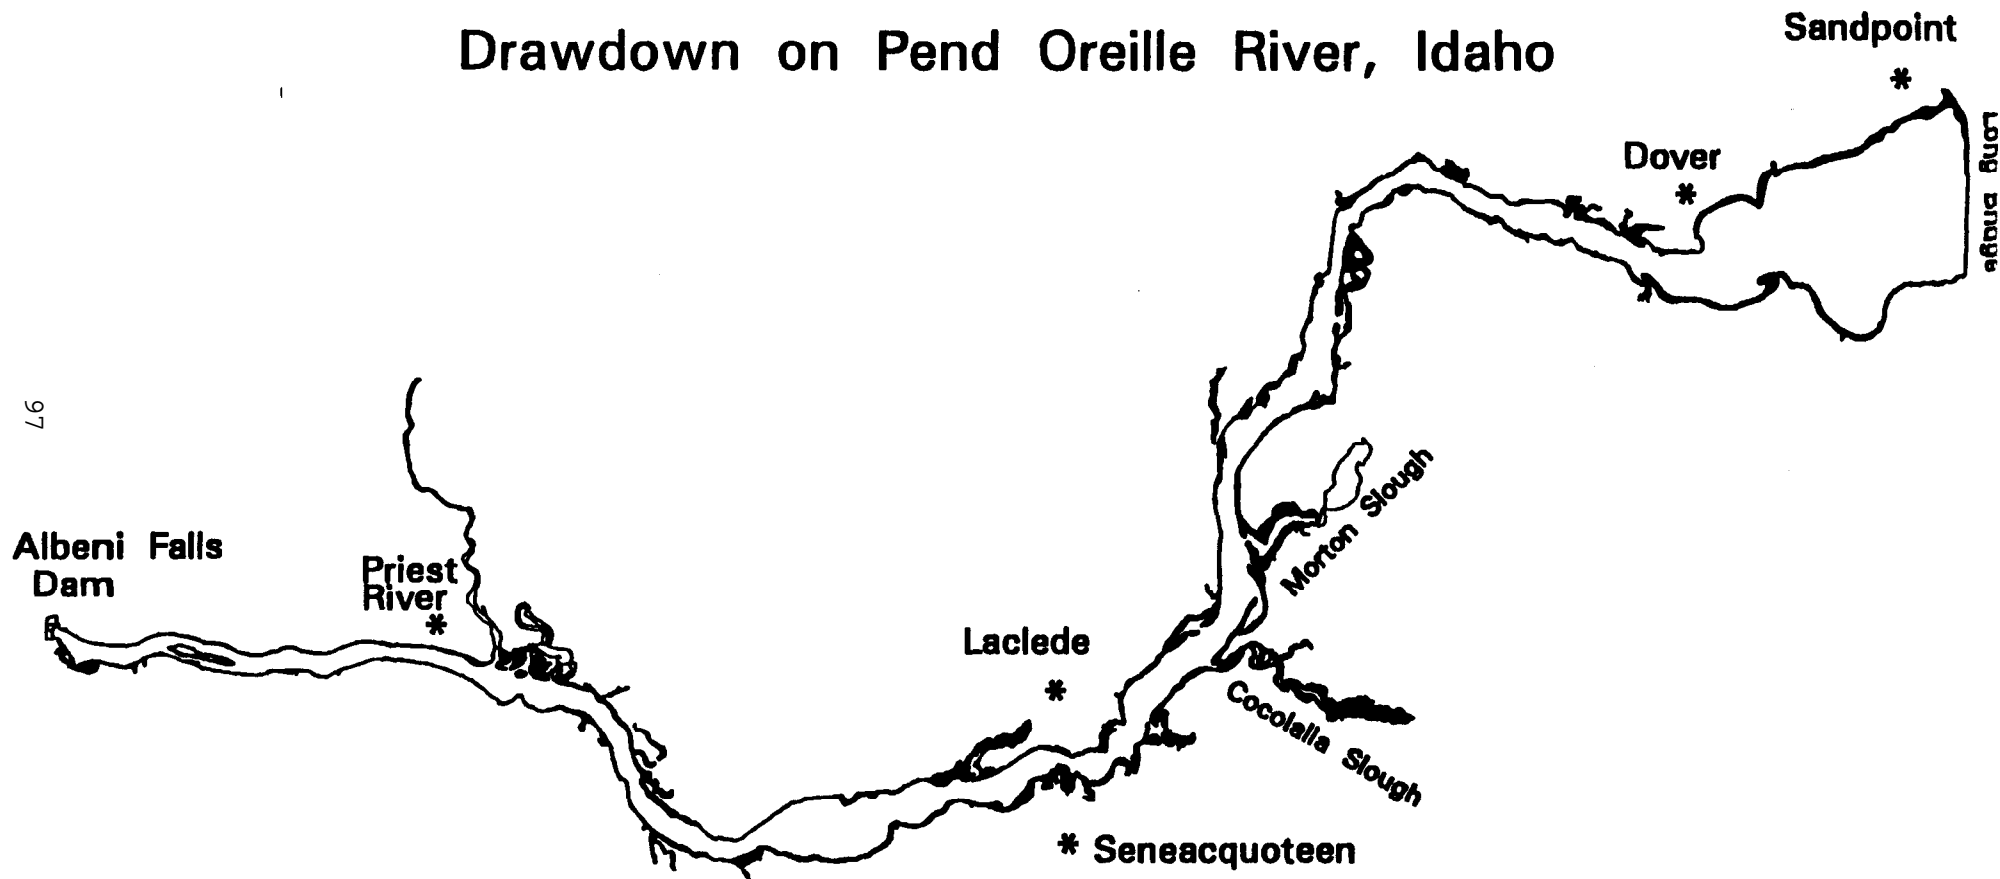 Drawdown on Pend Oreille River, Idaho
Sandpoint
*
Long Bridge
Dover
*
97
Morton Slough
Albeni Falls
Dam
Priest
River
*
Laclede
*
Cocolalla Slough
* Seneacquoteen